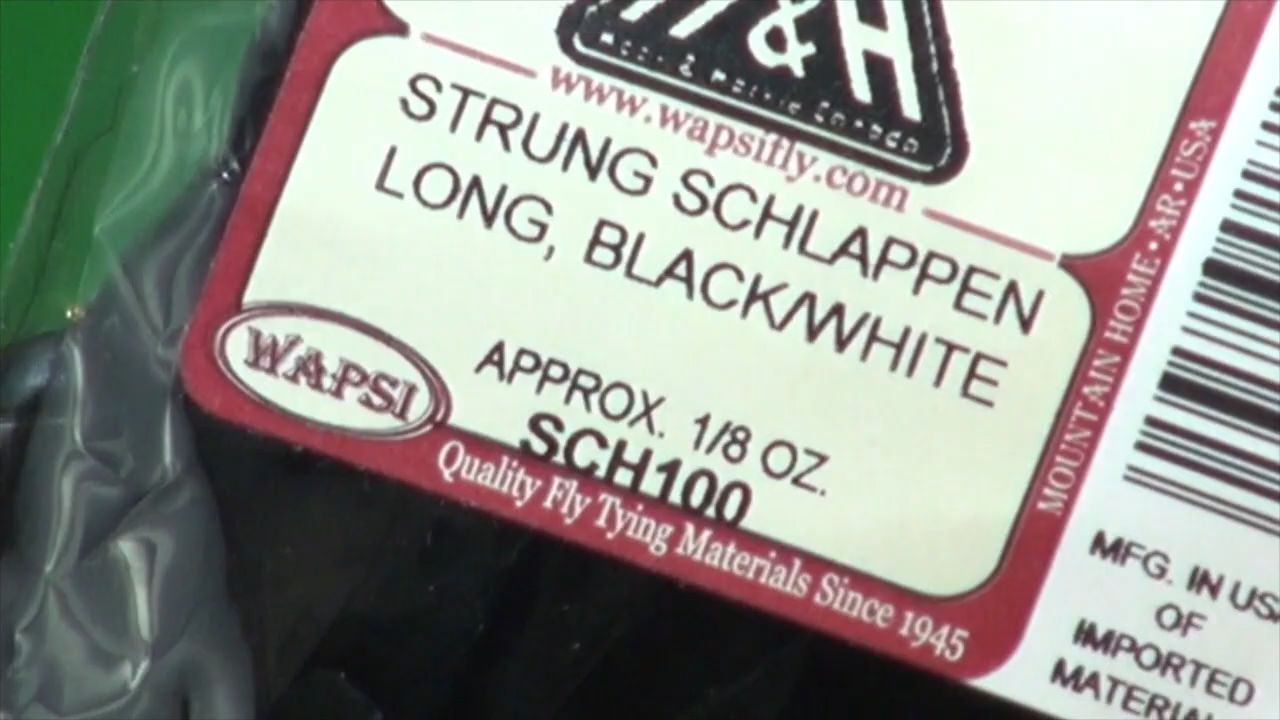 &H
www.wapsifly.com
STRUNG SCHLAPPEN
LONG, BLACK/WHITE
APPROX. 1/8 OZ.
SCH100
WAPSI
Quality Fly Tying Materials Since 1945
MOUNTAIN HOME • AR • USA
MFG. IN USA
OF
IMPORTED